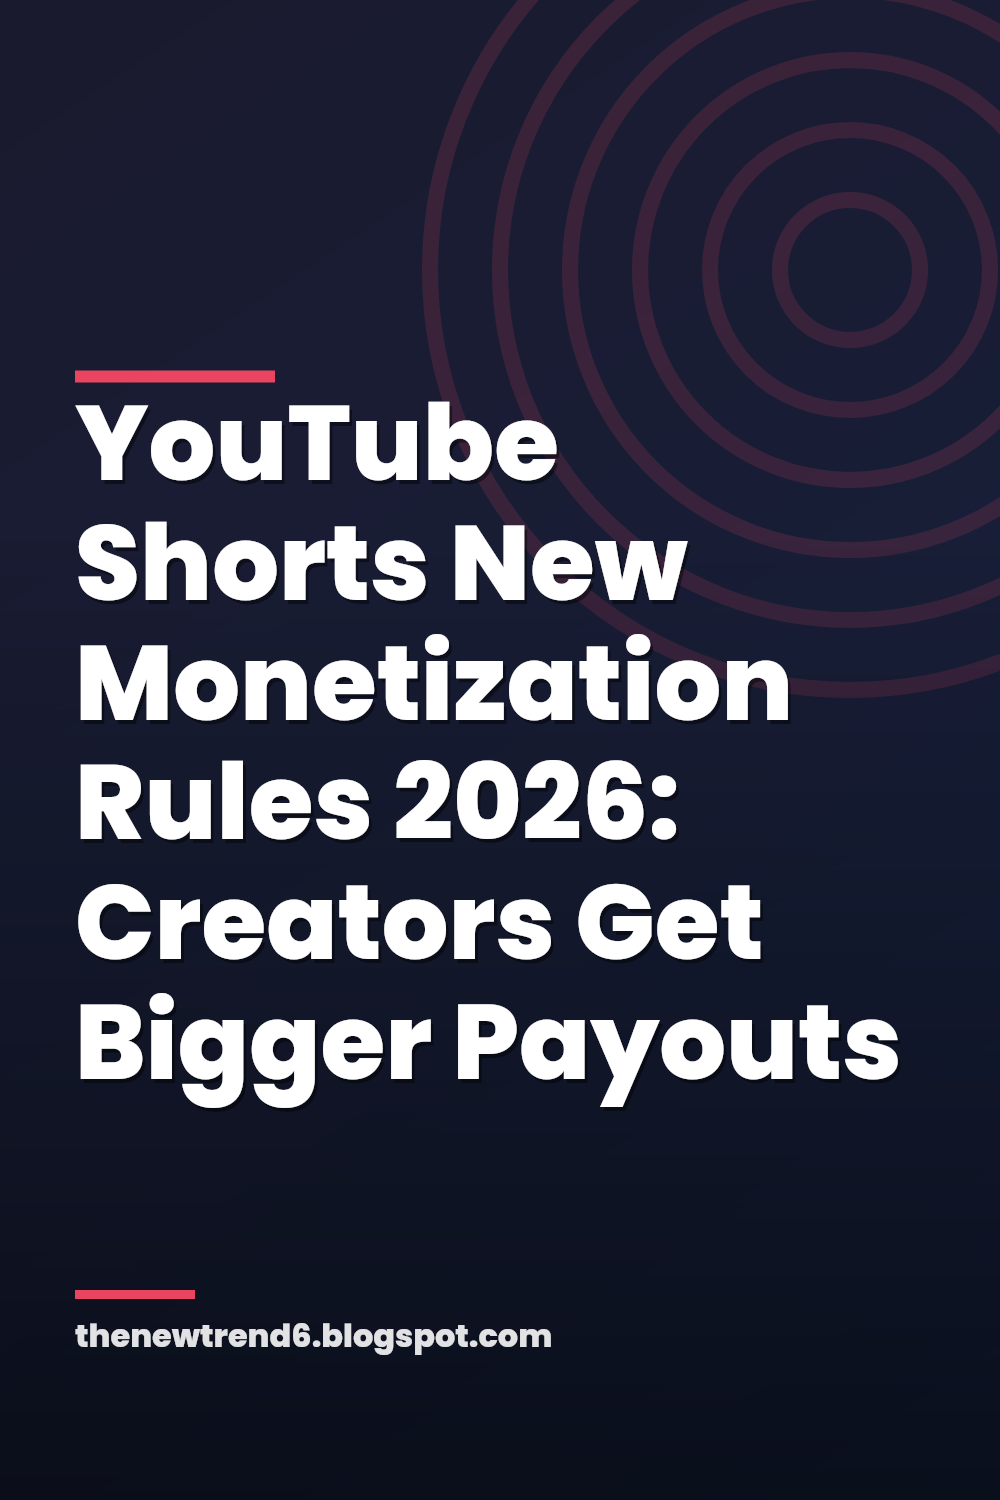 YouTube
Shorts New
Monetization
Rules 2026:
Creators Get
Bigger Payouts
thenewtrend6.blogspot.com